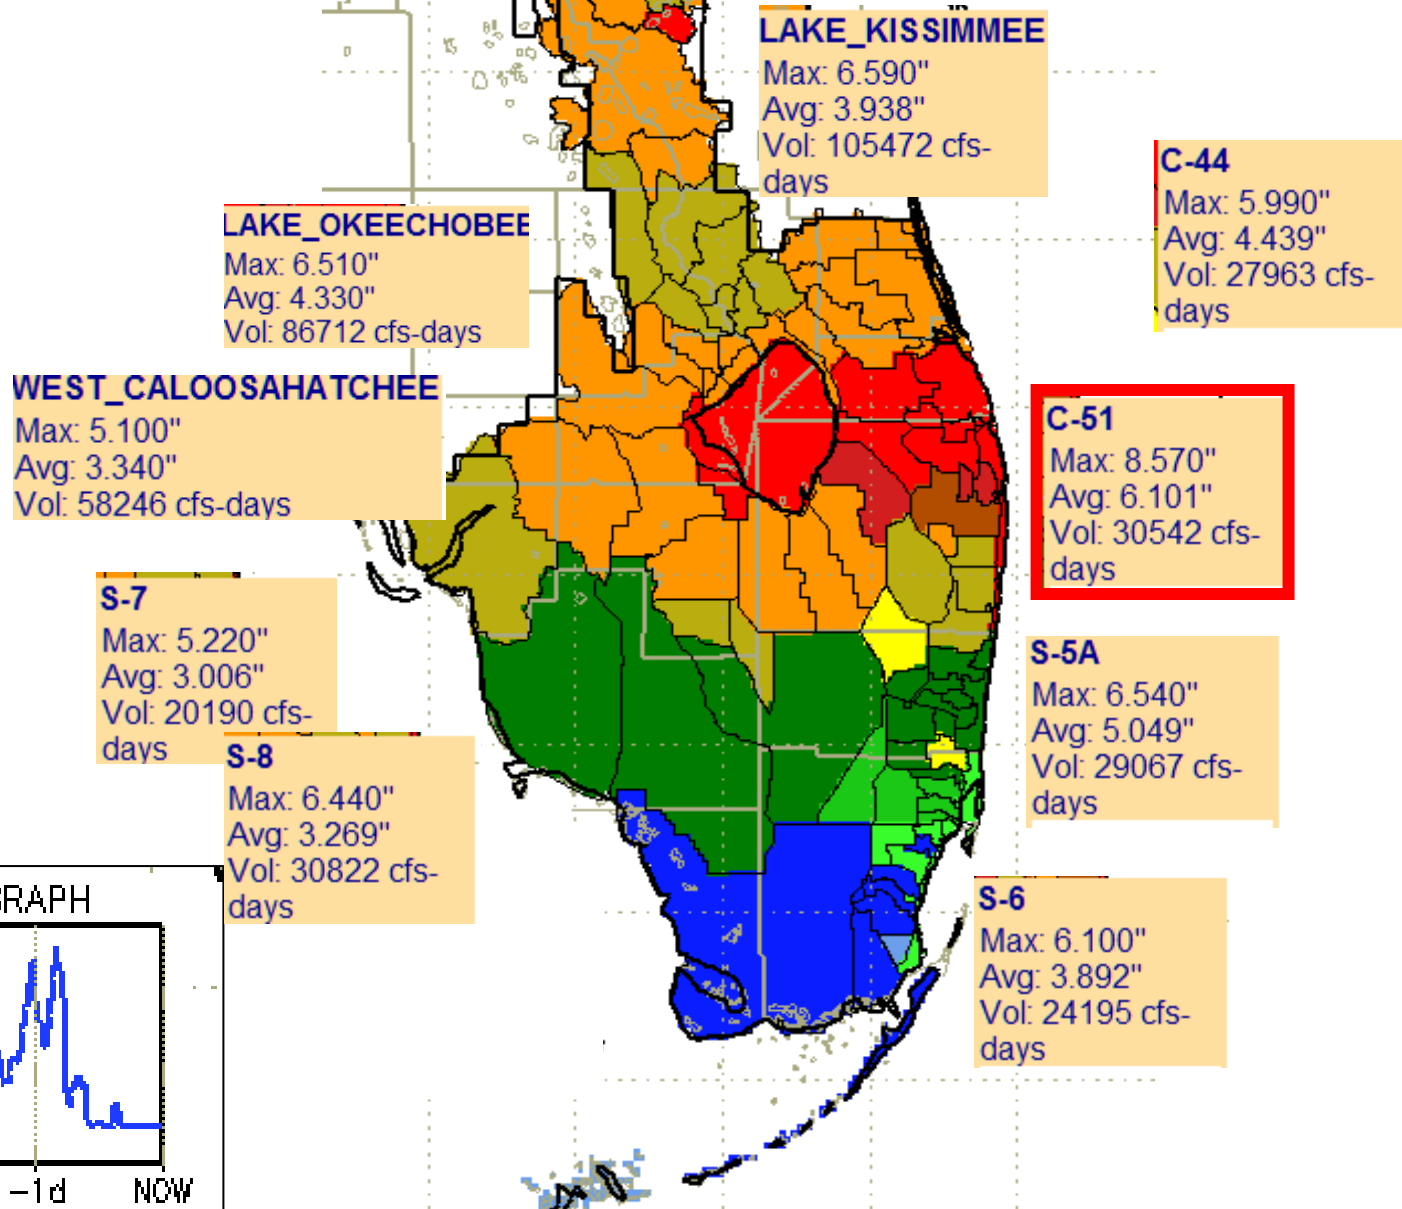 LAKE_KISSIMMEE
Max: 6.590"
Avg: 3.938"
Vol: 105472 cfs-
days
C-44
Max: 5.990"
Avg: 4.439"
Vol: 27963 cfs-
days
LAKE_OKEECHOBEE
Max: 6.510"
Avg: 4.330"
Vol: 86712 cfs-days
WEST_CALOOSAHATCHEE
Max: 5.100"
Avg: 3.340"
Vol: 58246 cfs-days
C-51
Max: 8.570"
Avg: 6.101"
Vol: 30542 cfs-
days
S-7
Max: 5.220"
Avg: 3.006"
Vol: 20190 cfs-
days
S-5A
Max: 6.540"
Avg: 5.049"
Vol: 29067 cfs-
days
S-8
Max: 6.440"
Avg: 3.269"
Vol: 30822 cfs-
days
S-6
Max: 6.100"
Avg: 3.892"
Vol: 24195 cfs-
days
RAPH
-1d NOW